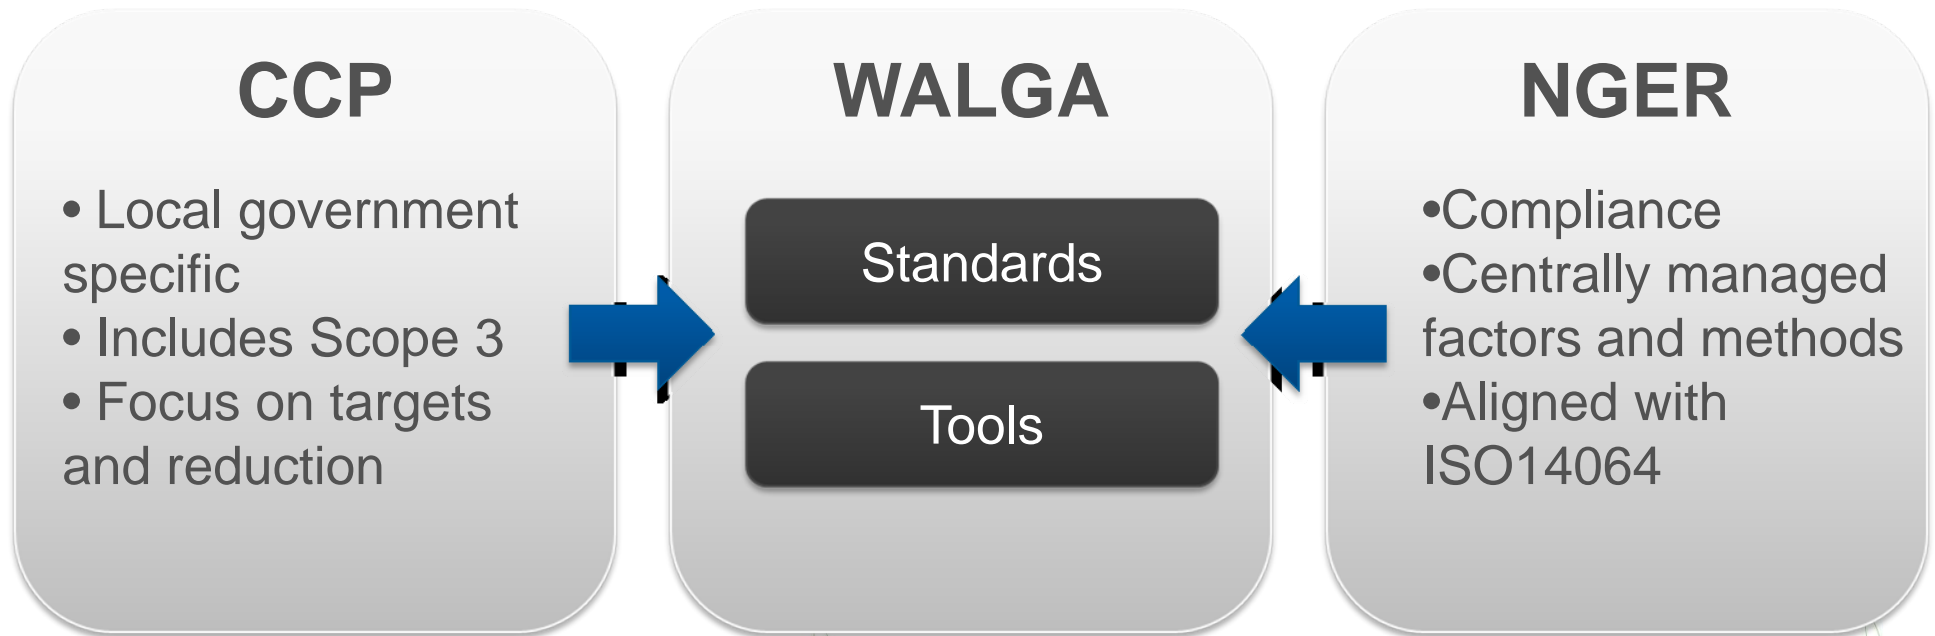 CCP
• Local government
specific
• Includes Scope 3
• Focus on targets
and reduction
WALGA
Standards
Tools
NGER
•Compliance
•Centrally managed
factors and methods
•Aligned with
ISO14064